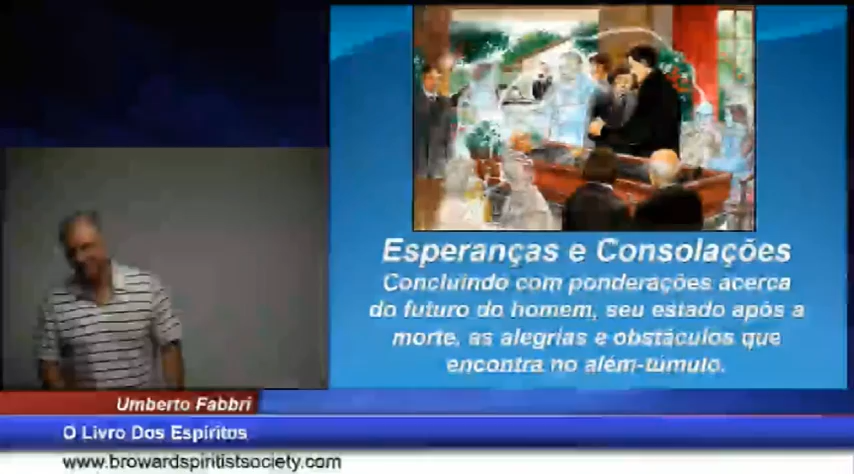 Esperanças e Consolações
Concluindo com ponderações acerca
do futuro do homem, seu estado após a
morte, as alegrias e obstáculos que
encontra no além-túmulo.
Umberto Fabbri
O Livro Dos Espíritos
www.browardspiritistsociety.com